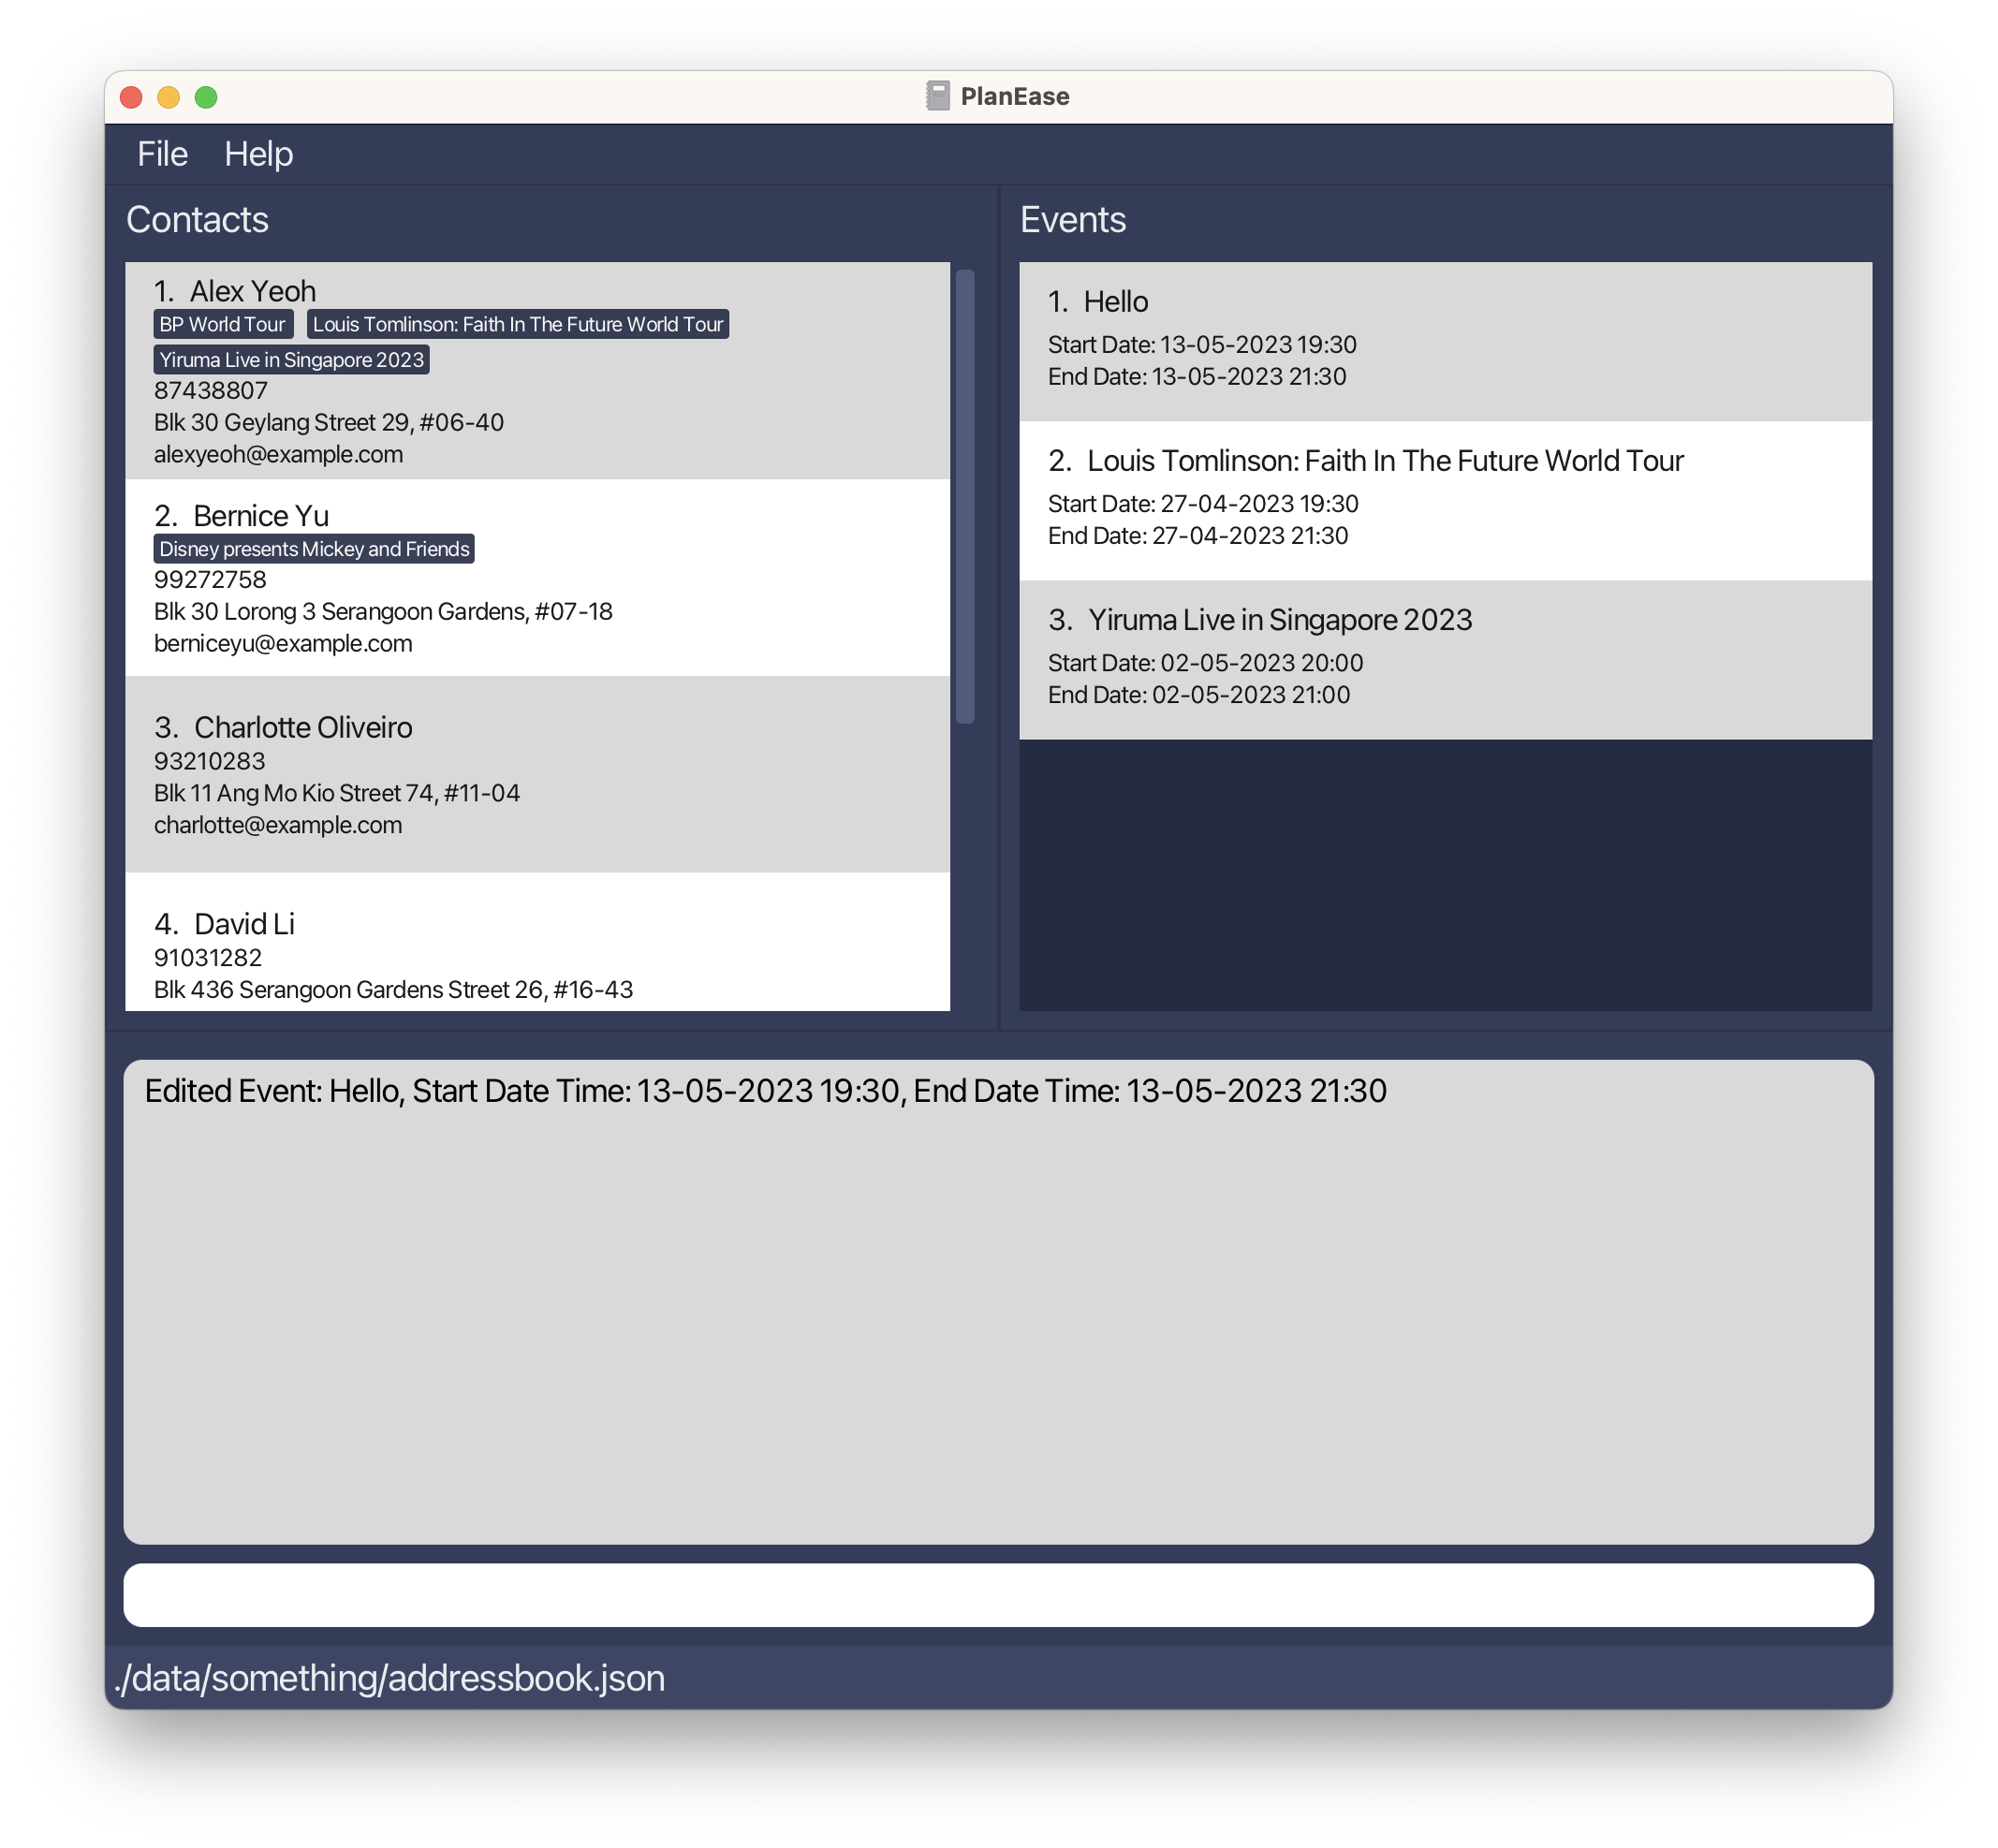 PlanEase
File Help
Contacts
1. Alex Yeoh
BP World Tour Louis Tomlinson: Faith In The Future World Tour
Yiruma Live in Singapore 2023
87438807
Blk 30 Geylang Street 29, #06-40
alexyeoh@example.com
2. Bernice Yu
Disney presents Mickey and Friends
99272758
Blk 30 Lorong 3 Serangoon Gardens, #07-18
berniceyu@example.com
3. Charlotte Oliveiro
93210283
Blk 11 Ang Mo Kio Street 74, #11-04
charlotte@example.com
4. David Li
91031282
Blk 436 Serangoon Gardens Street 26, #16-43
Events
1. Hello
Start Date: 13-05-2023 19:30
End Date: 13-05-2023 21:30
2. Louis Tomlinson: Faith In The Future World Tour
Start Date: 27-04-2023 19:30
End Date: 27-04-2023 21:30
3. Yiruma Live in Singapore 2023
Start Date: 02-05-2023 20:00
End Date: 02-05-2023 21:00
Edited Event: Hello, Start Date Time: 13-05-2023 19:30, End Date Time: 13-05-2023 21:30
./data/something/addressbook.json